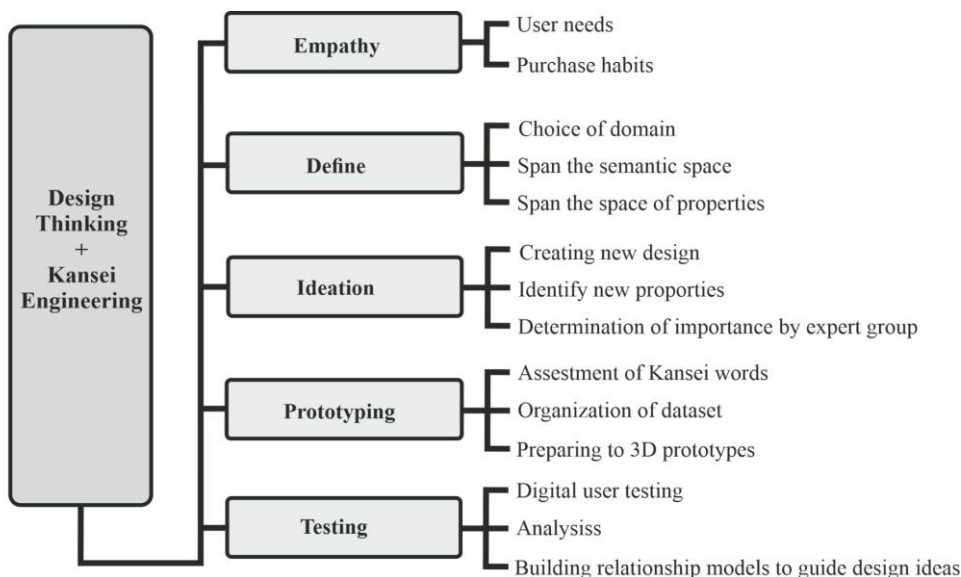 Design
Thinking
+
Kansei
Engineering
Empathy
User needs
Purchase habits
Define
Choice of domain
Span the semantic space
Span the space of properties
Ideation
Creating new design
Identify new proporties
Determination of importance by expert group
Prototyping
Assestment of Kansei words
Organization of dataset
Preparing to 3D prototypes
Testing
Digital user testing
Analysiss
Building relationship models to guide design ideas